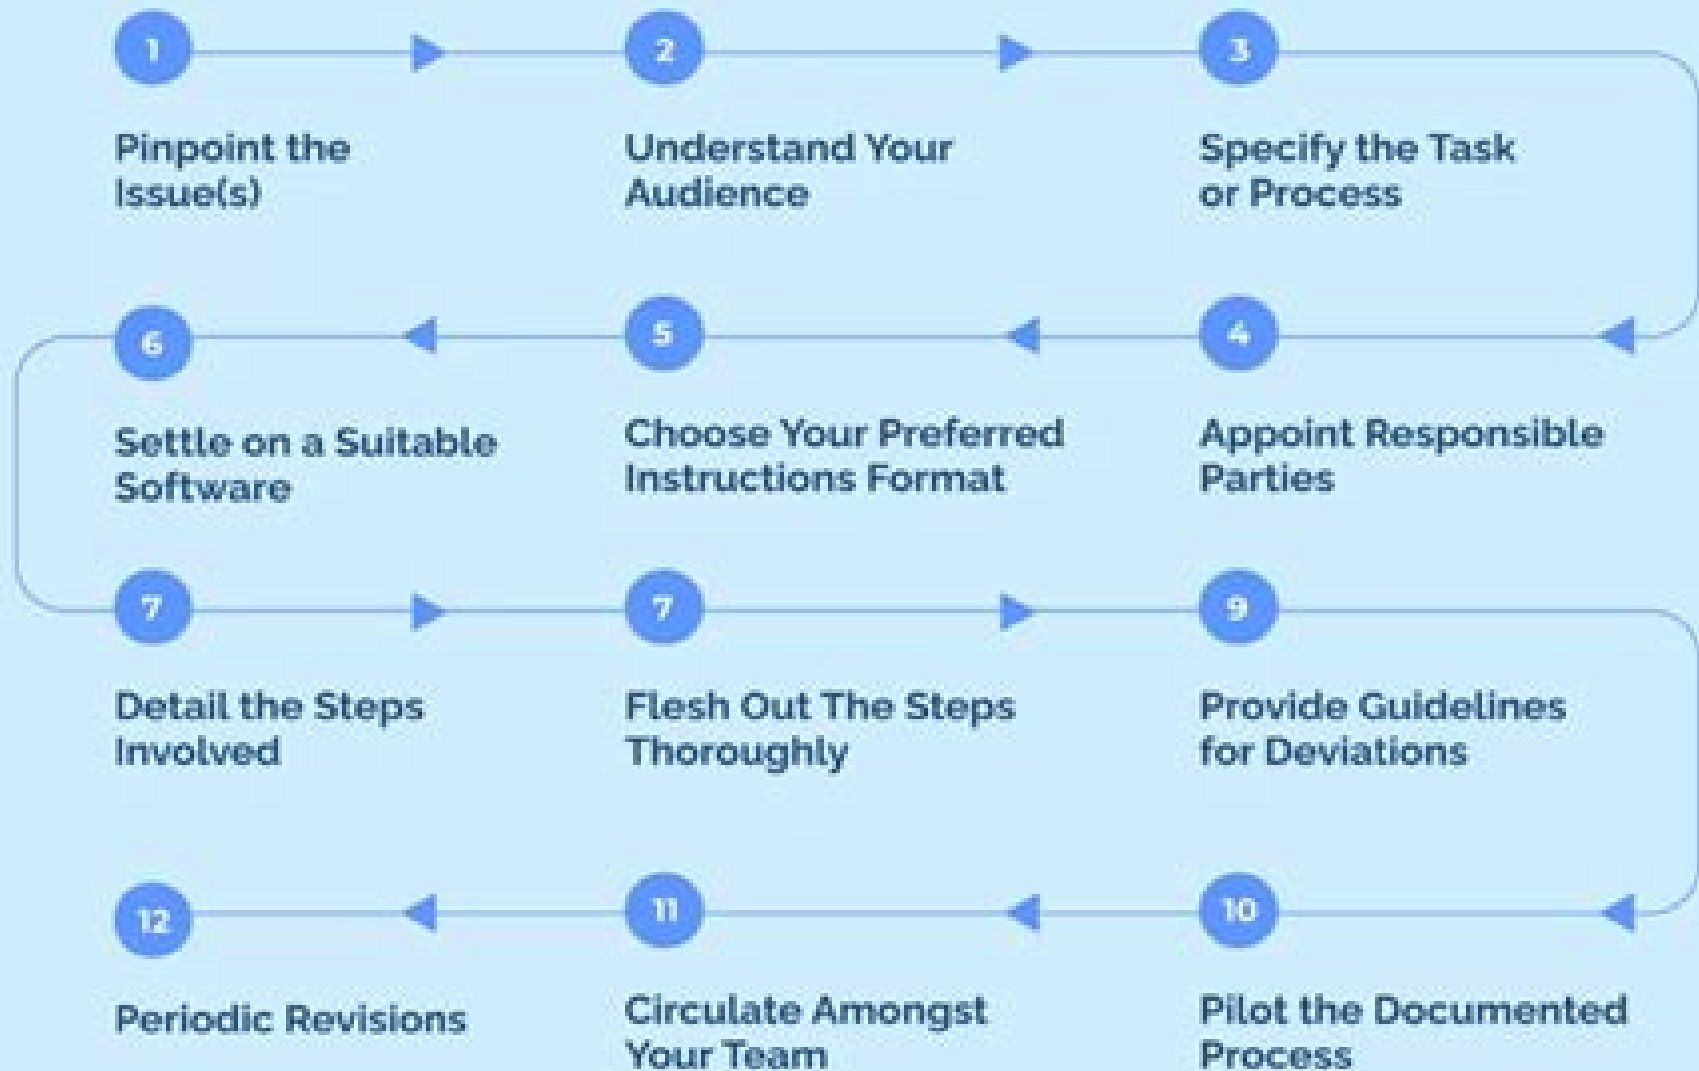 1
Pinpoint the
Issue(s)
2
Understand Your
Audience
3
Specify the Task
or Process
4
Appoint Responsible
Parties
5
Choose Your Preferred
Instructions Format
6
Settle on a Suitable
Software
7
Detail the Steps
Involved
7
Flesh Out The Steps
Thoroughly
9
Provide Guidelines
for Deviations
10
Pilot the Documented
Process
11
Circulate Amongst
Your Team
12
Periodic Revisions